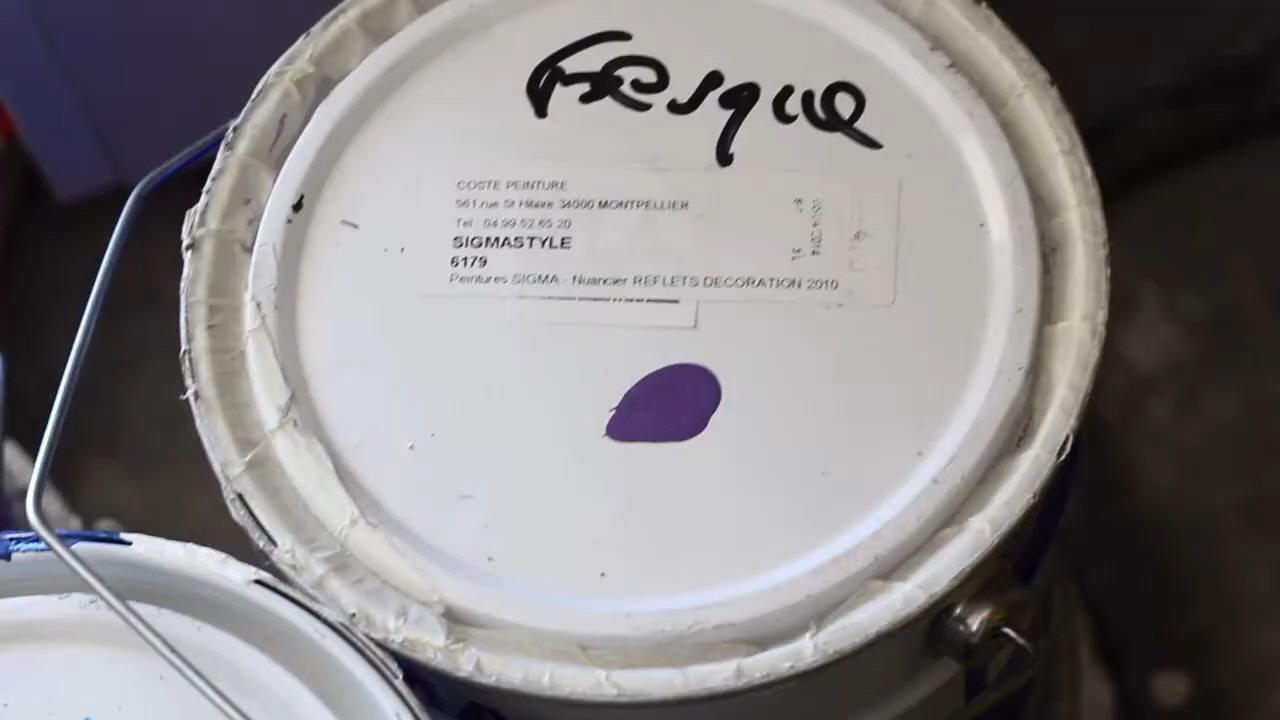 Fesque
COSTE PEINTURE
561 rue St Hilaire 34000 MONTPELLIER
Tel : 04 99 52 65 20
SIGMASTYLE
6179
Peintures SIGMA - Nuancier REFLETS DECORATION 2010